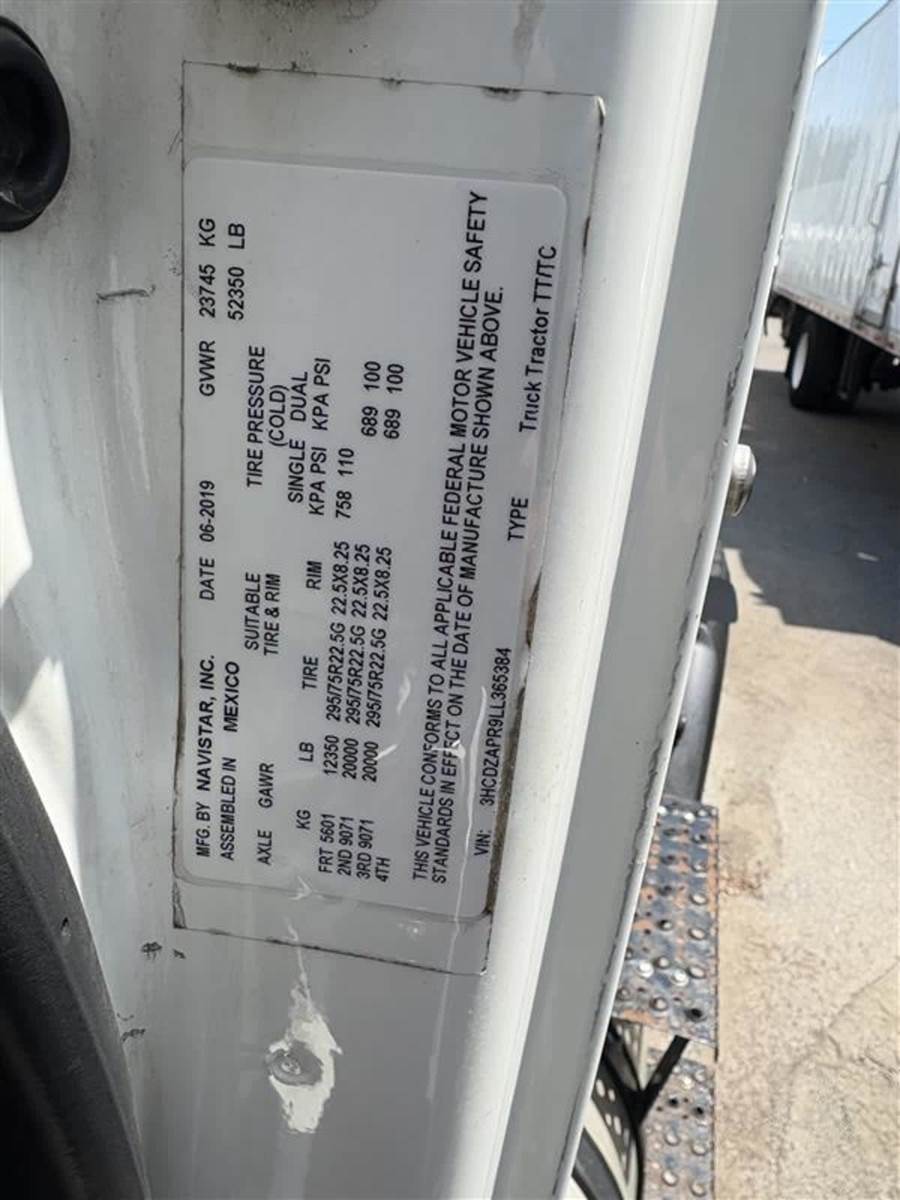 MFG. BY NAVISTAR, INC. DATE 06-2019 GVWR 23745 KG
ASSEMBLED IN MEXICO 52350 LB
AXLE GAWR SUITABLE TIRE PRESSURE
TIRE & RIM (COLD)
SINGLE DUAL
KG LB TIRE RIM KPA PSI KPA PSI
FRT 5601 12350 295/75R22.5G 22.5X8.25 758 110
2ND 9071 20000 295/75R22.5G 22.5X8.25 689 100
3RD 9071 20000 295/75R22.5G 22.5X8.25 689 100
4TH
THIS VEHICLE CONFORMS TO ALL APPLICABLE FEDERAL MOTOR VEHICLE SAFETY
STANDARDS IN EFFECT ON THE DATE OF MANUFACTURE SHOWN ABOVE.
VIN: 3HCDZAPR9LL365384 TYPE Truck Tractor TT/TC